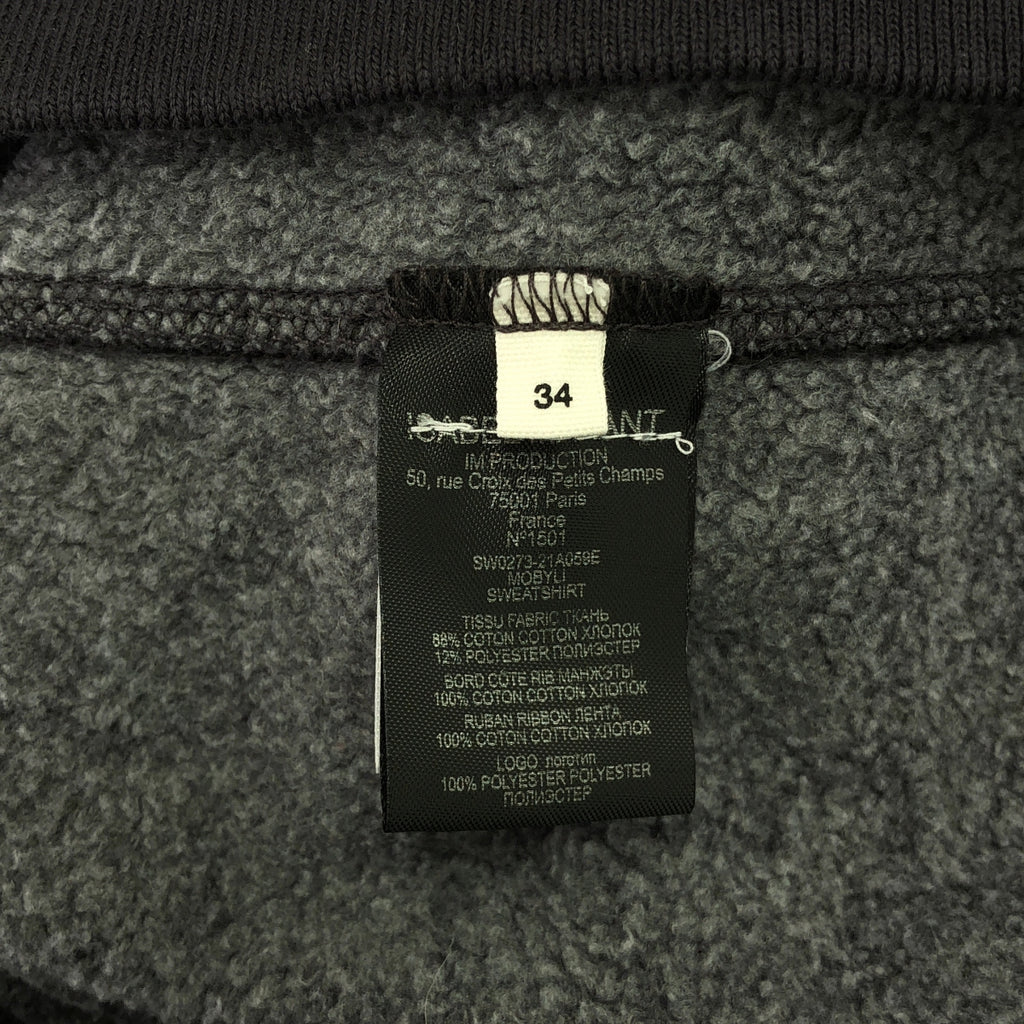 34
IM PRODUCTION
50, rue Croix des Petits Champs
75001 Paris
France
N°1501
SW0273-21A059E
MOBYLI
SWEATSHIRT
TISSU FABRIC ТКАНЬ
88% COTON COTTON ХЛОПОК
12% POLYESTER ПОЛИЭСТЕР
BORD COTE RIB МАНЖЭТЫ
100% COTON COTTON ХЛОПОК
RUBAN RIBBON ЛЕНТА
100% COTON COTTON ХЛОПОК
LOGO логотип
100% POLYESTER POLYESTER
ПОЛИЭСТЕР